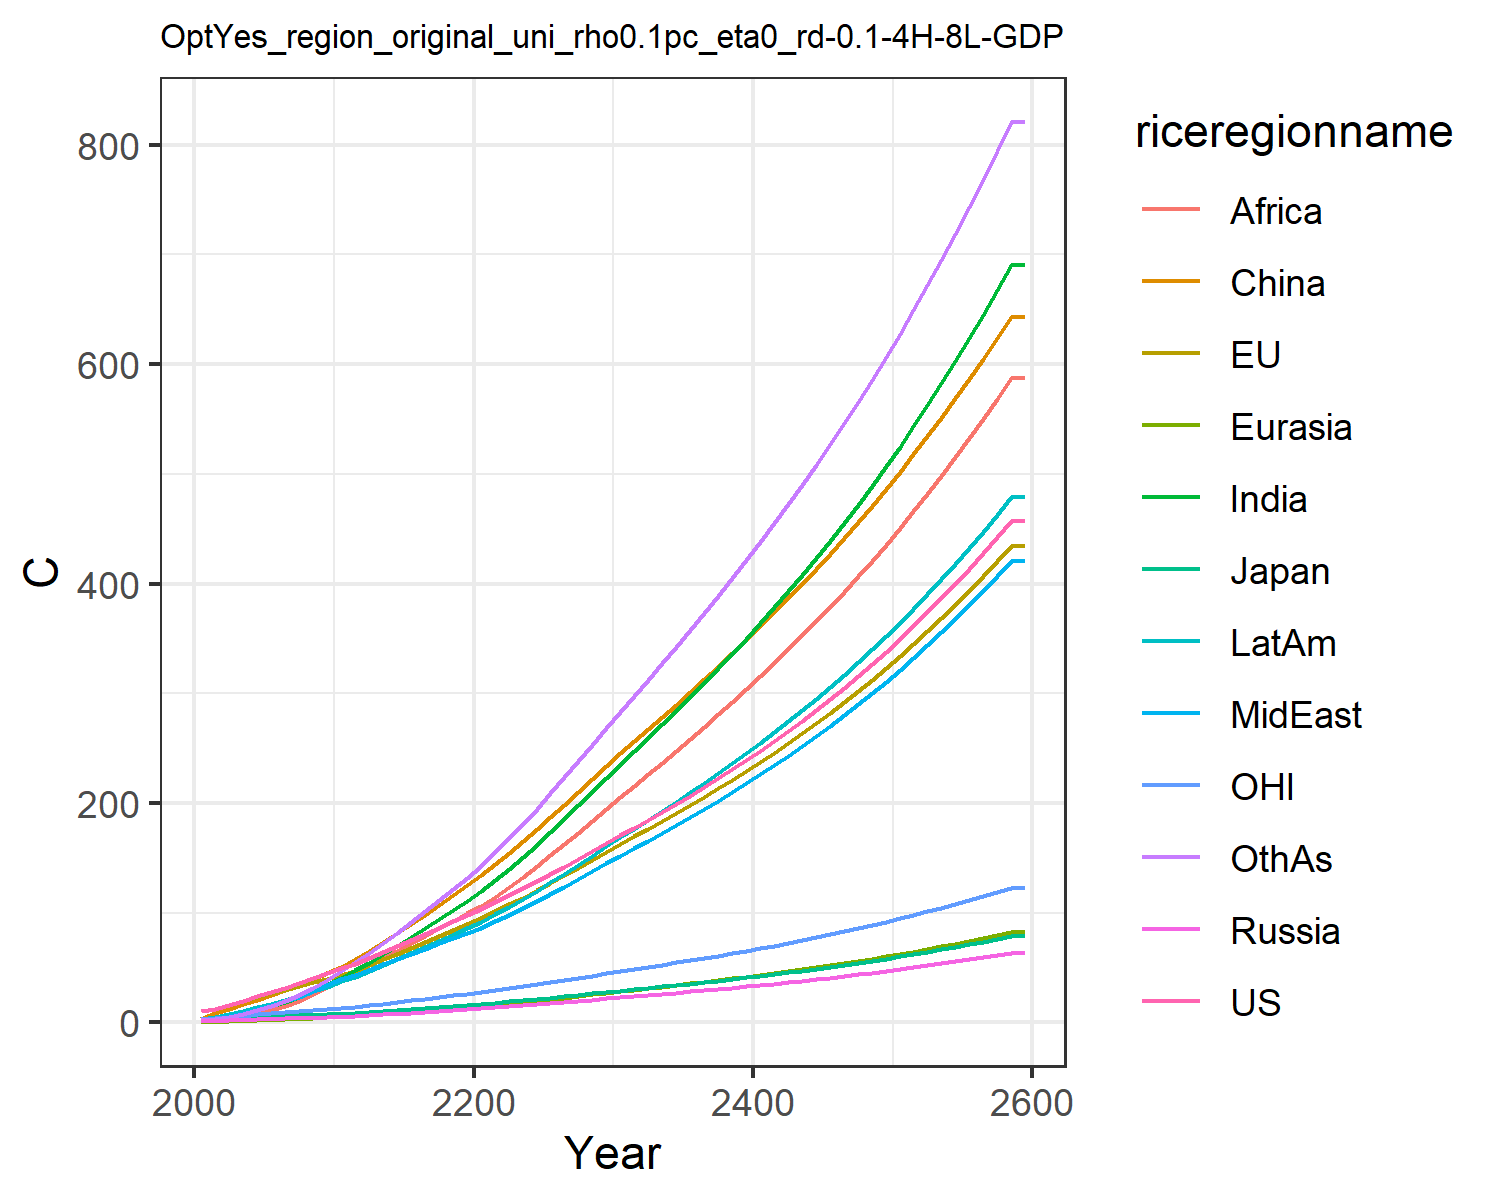 OptYes_region_original_uni_rho0.1pc_eta0_rd-0.1-4H-8L-GDP
800
600
400
200
0
C
2000
2200
2400
2600
Year
riceregionname
Africa
China
EU
Eurasia
India
Japan
LatAm
MidEast
OHI
OthAs
Russia
US